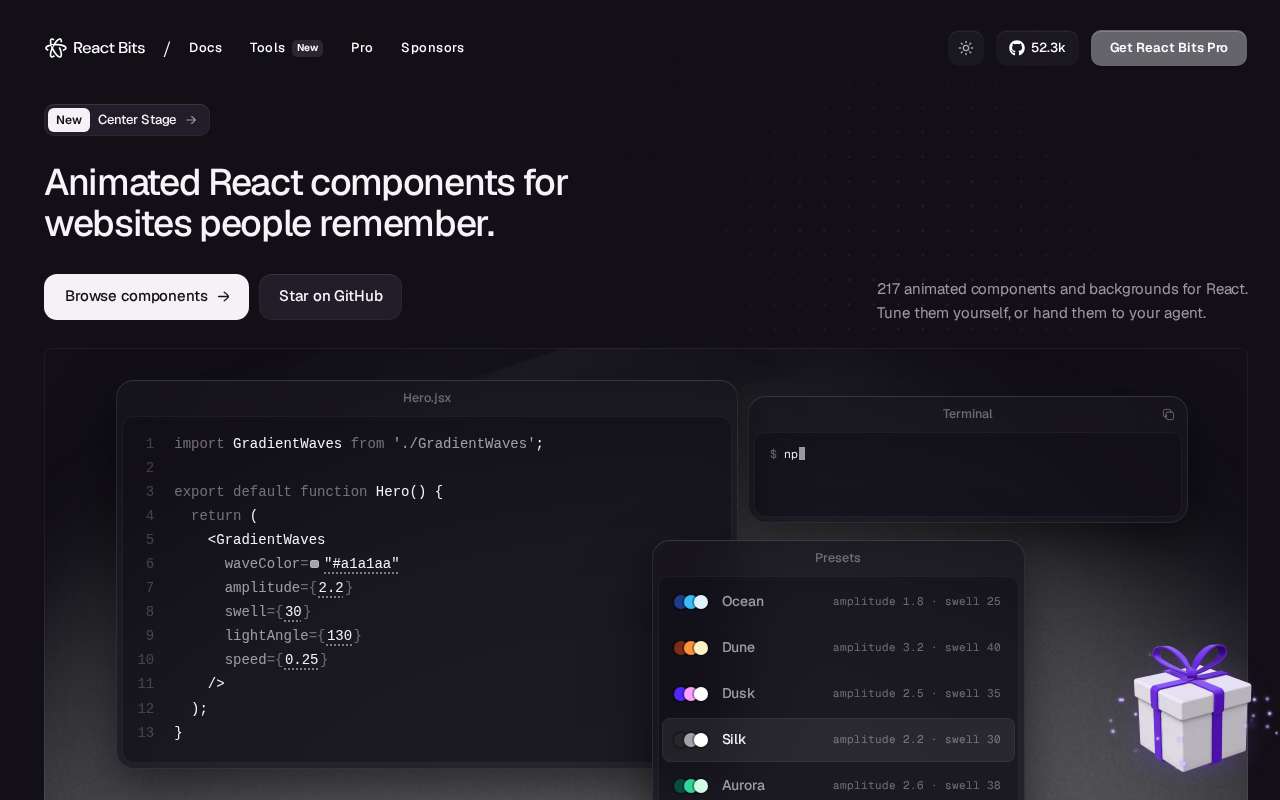 React Bits / Docs Tools New Pro Sponsors 52.3k Get React Bits Pro
New Center Stage →
Animated React components for
websites people remember.
Browse components → Star on GitHub
217 animated components and backgrounds for React.
Tune them yourself, or hand them to your agent.
Hero.jsx
1 import GradientWaves from './GradientWaves';
2
3 export default function Hero() {
4 return (
5 <GradientWaves
6 waveColor="#a1a1aa"
7 amplitude={2.2}
8 swell={30}
9 lightAngle={130}
10 speed={0.25}
11 />
12 );
13 }
Terminal
$ np
Presets
Ocean amplitude 1.8 · swell 25
Dune amplitude 3.2 · swell 40
Dusk amplitude 2.5 · swell 35
Silk amplitude 2.2 · swell 30
Aurora amplitude 2.6 · swell 38